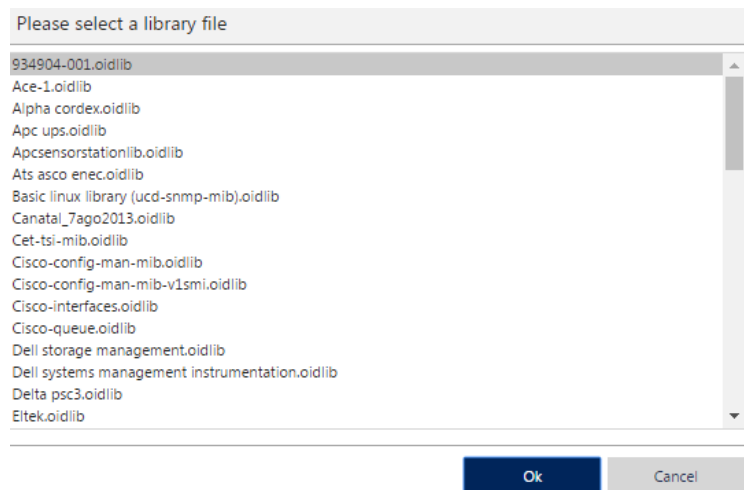 Please select a library file
934904-001.oidlib
Ace-1.oidlib
Alpha cordex.oidlib
Apc ups.oidlib
Apcsensorstationlib.oidlib
Ats asco enec.oidlib
Basic linux library (ucd-snmp-mib).oidlib
Canatal_7ago2013.oidlib
Cet-tsi-mib.oidlib
Cisco-config-man-mib.oidlib
Cisco-config-man-mib-v1smi.oidlib
Cisco-interfaces.oidlib
Cisco-queue.oidlib
Dell storage management.oidlib
Dell systems management instrumentation.oidlib
Delta psc3.oidlib
Eltek.oidlib
Ok Cancel